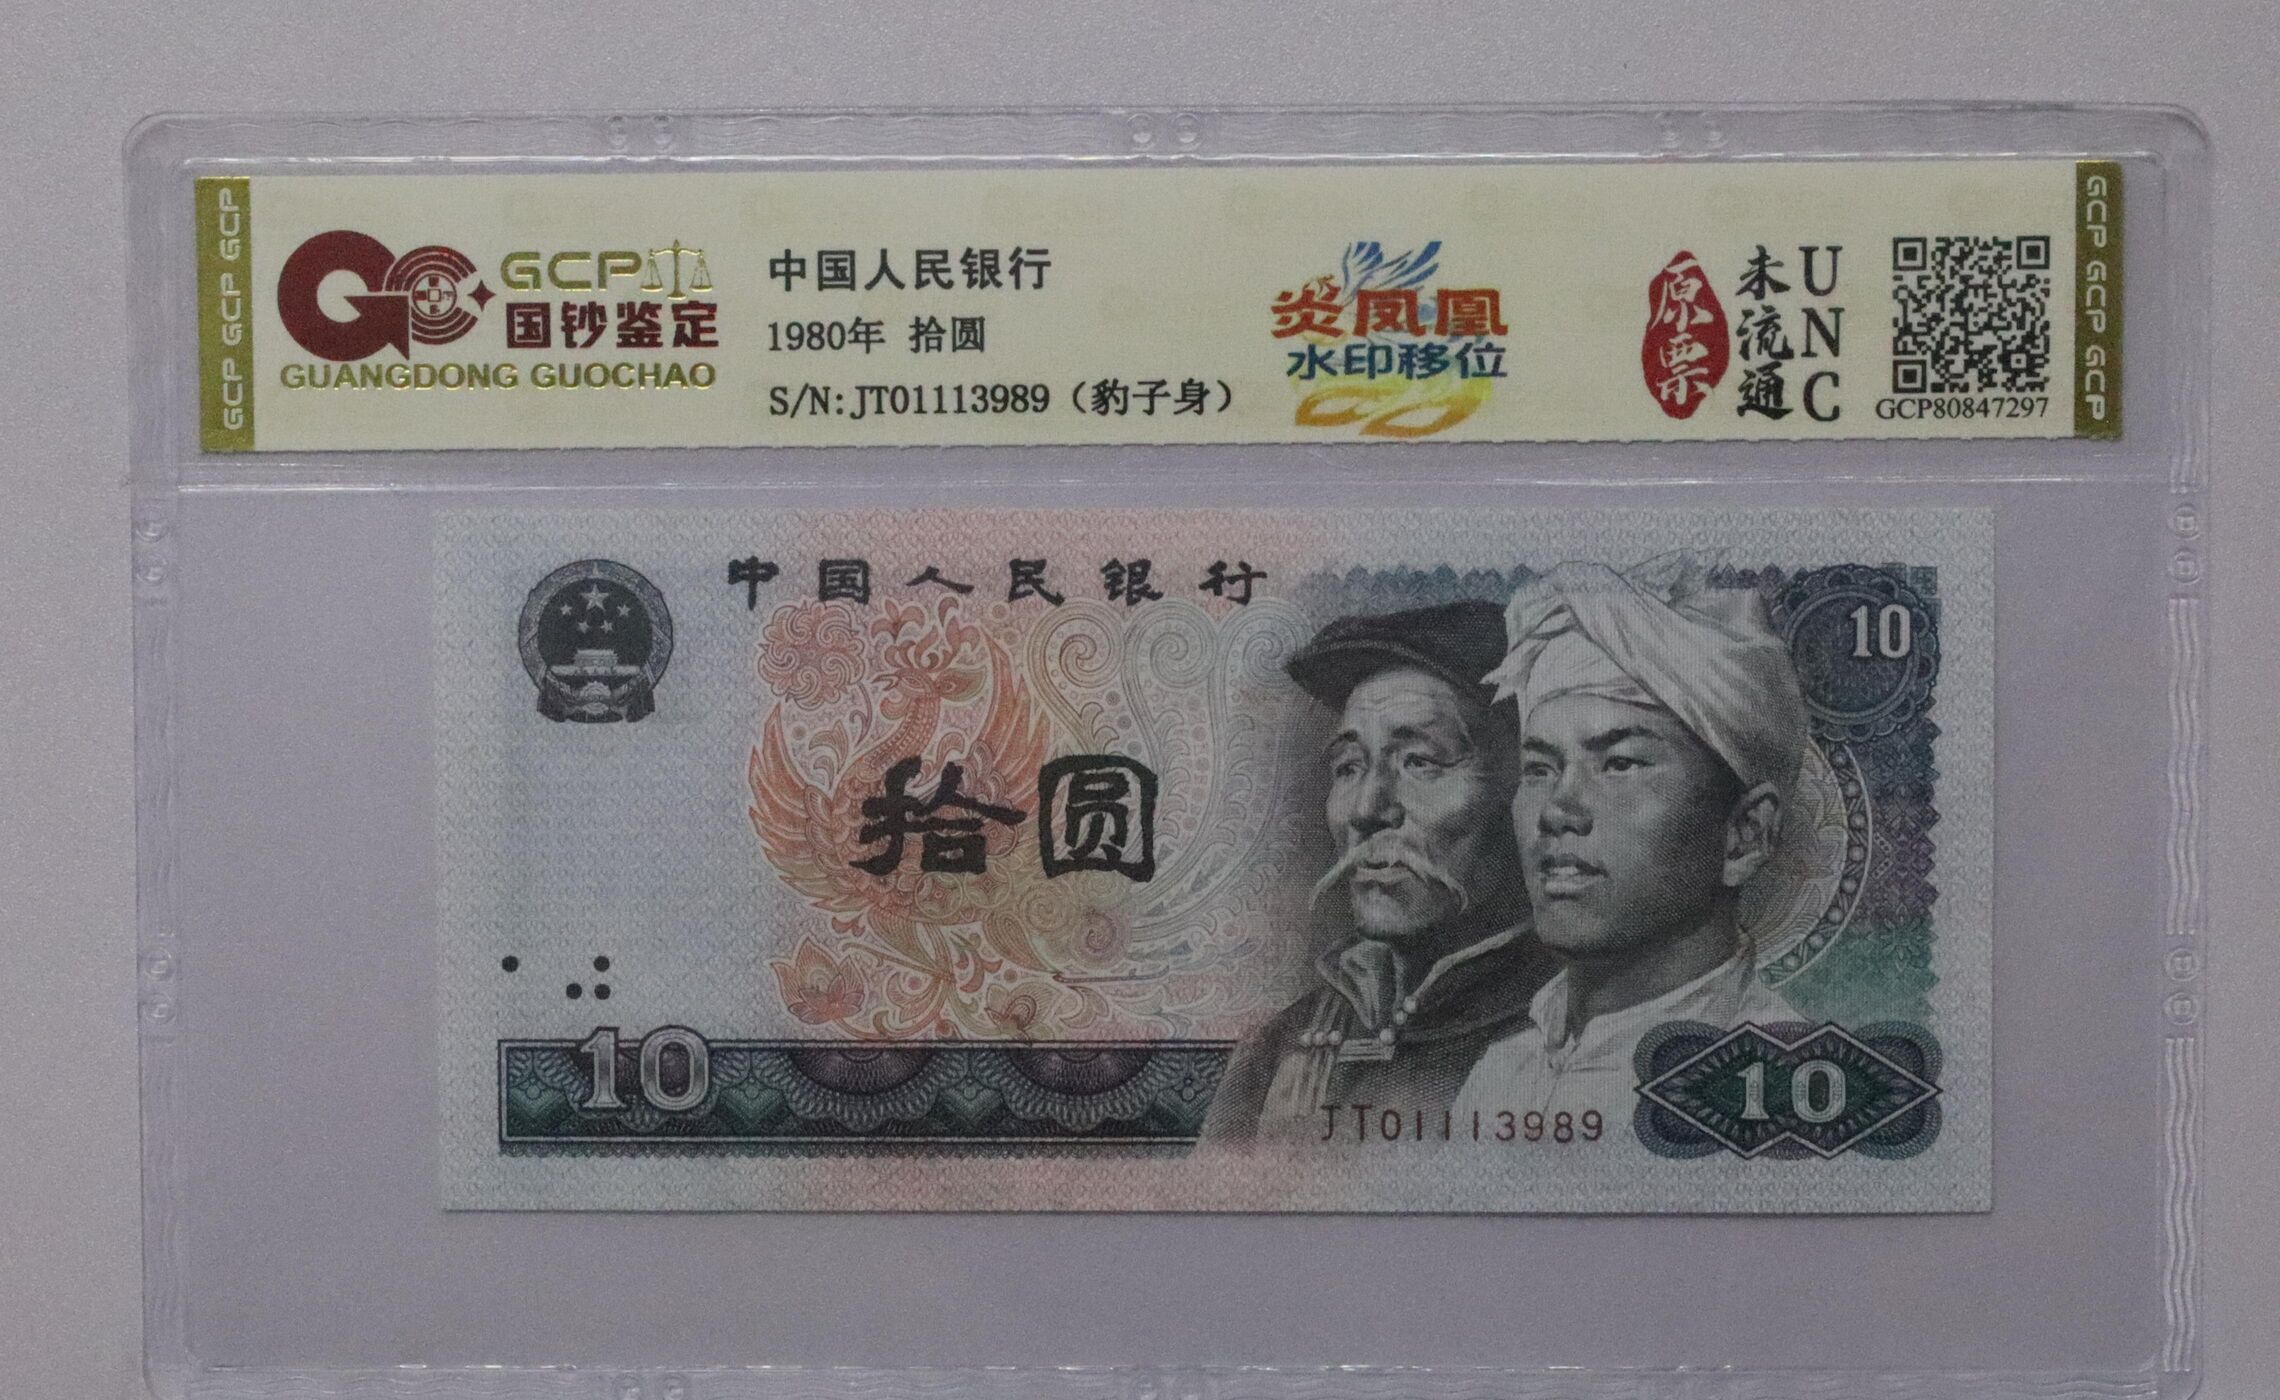 GCP GCP GCP
GCP
国钞鉴定
GUANGDONG GUOCHAO
中国人民银行
1980年 拾圆
S/N:JT01113989（豹子身）
炎凤凰
水印移位
原票
未流通
UNC
GCP80847297
GCP GCP GCP
中国人民银行
10
拾圆
10
JT01113989
10